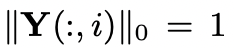 ‖𝐘(:, i)‖₀ = 1